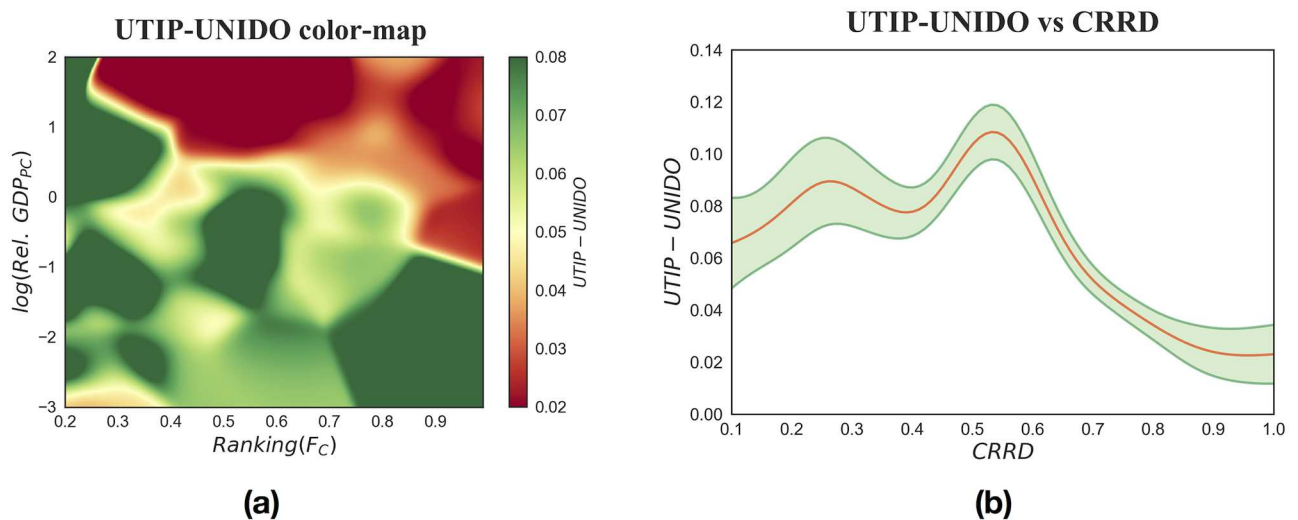 UTIP-UNIDO color-map
2
1
0
−1
−2
−3
log(Rel. GDP_PC)
0.2 0.3 0.4 0.5 0.6 0.7 0.8 0.9
Ranking(F_C)
0.08
0.07
0.06
0.05
0.04
0.03
0.02
UTIP − UNIDO
(a)
UTIP-UNIDO vs CRRD
0.14
0.12
0.10
0.08
0.06
0.04
0.02
0.00
UTIP − UNIDO
0.1 0.2 0.3 0.4 0.5 0.6 0.7 0.8 0.9 1.0
CRRD
(b)